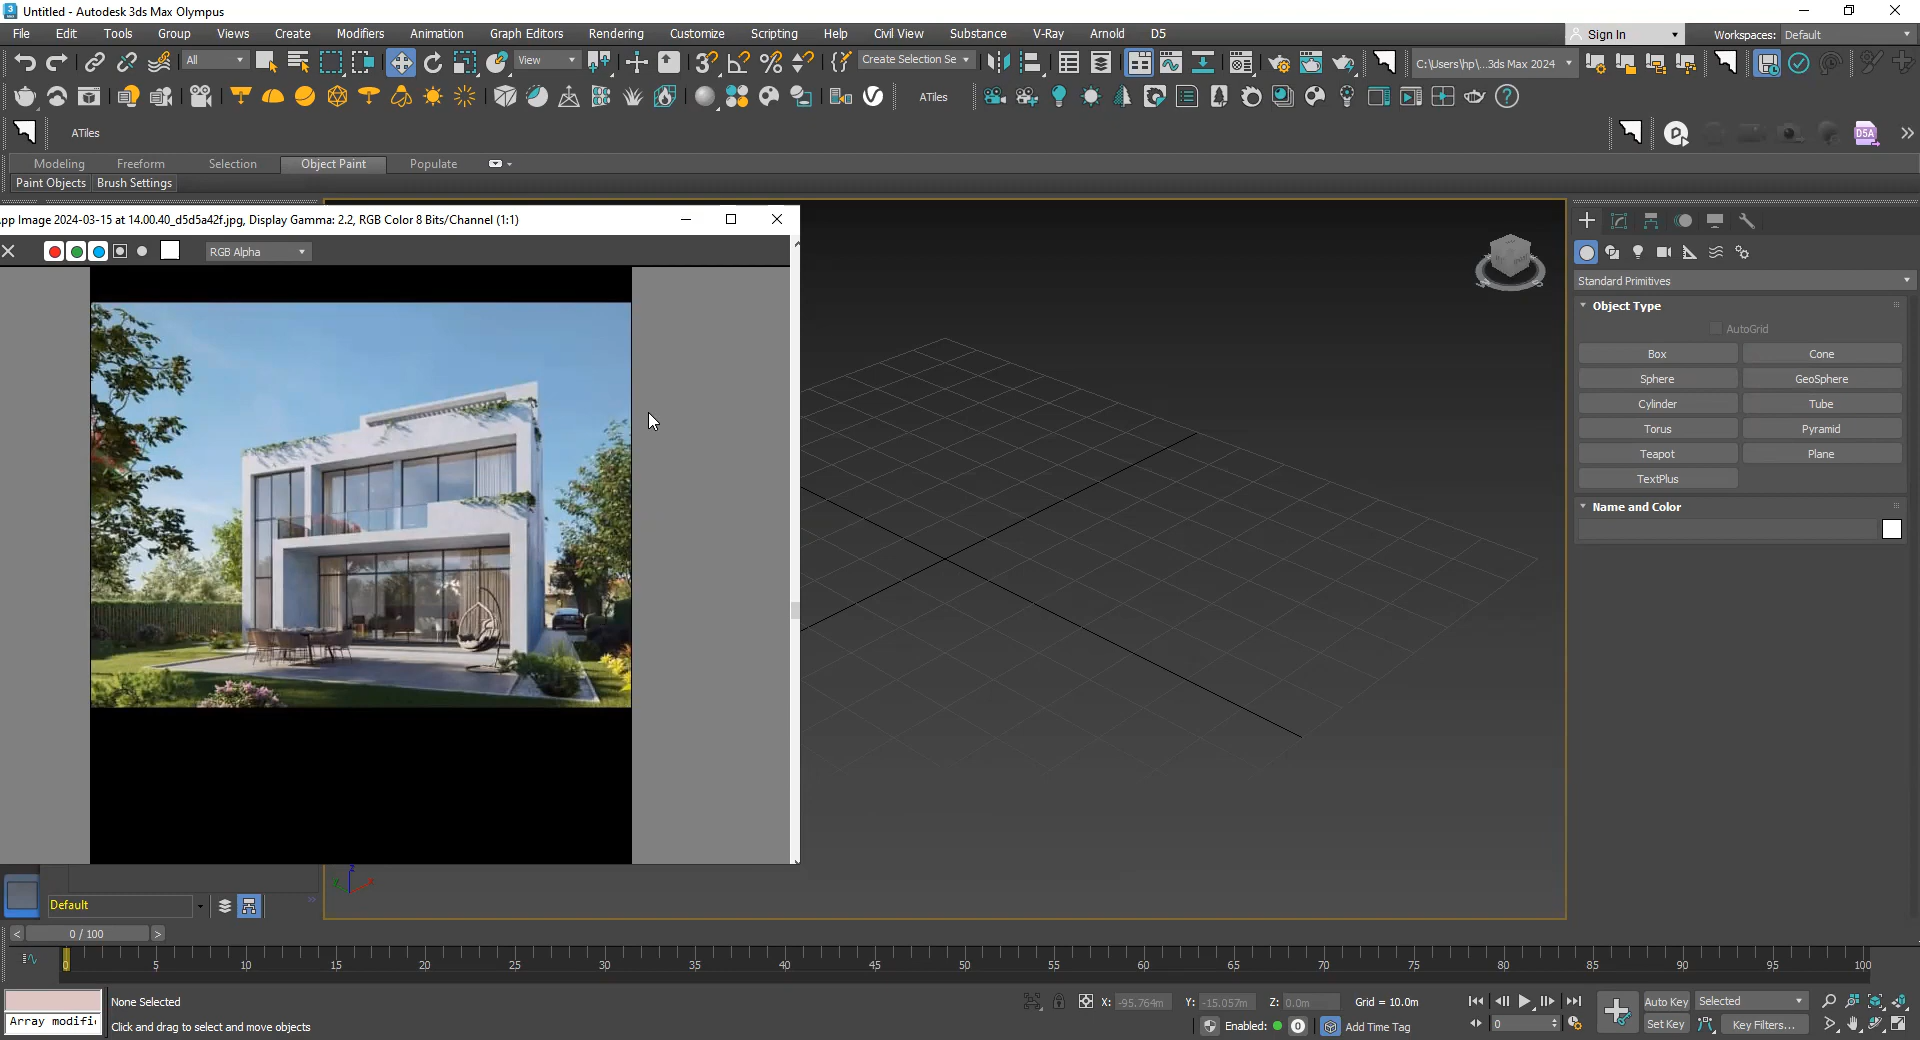 Untitled - Autodesk 3ds Max Olympus
File Edit Tools Group Views Create Modifiers Animation Graph Editors Rendering Customize Scripting Help Civil View Substance V-Ray Arnold D5
Sign In Workspaces: Default
All View Create Selection Se C:\Users\hp\...3ds Max 2024
ATiles
ATiles D5A
Modeling Freeform Selection Object Paint Populate
Paint Objects Brush Settings
pp Image 2024-03-15 at 14.00.40_d5d5a42f.jpg, Display Gamma: 2.2, RGB Color 8 Bits/Channel (1:1)
RGB Alpha
Standard Primitives
Object Type
AutoGrid
Box Cone
Sphere GeoSphere
Cylinder Tube
Torus Pyramid
Teapot Plane
TextPlus
Name and Color
z
y x
Default
< 0 / 100 >
0 5 10 15 20 25 30 35 40 45 50 55 60 65 70 75 80 85 90 95 100
None Selected X: -95.764m Y: -15.057m Z: 0.0m Grid = 10.0m Auto Key Selected
Array modifi Click and drag to select and move objects Enabled: 0 Add Time Tag 0 Set Key Key Filters...